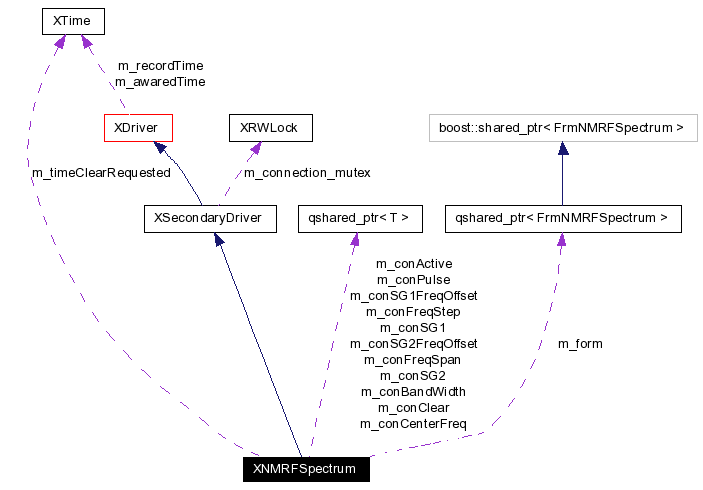 XTime
m_recordTime
m_awaredTime
XDriver
XRWLock
boost::shared_ptr< FrmNMRFSpectrum >
m_timeClearRequested
m_connection_mutex
XSecondaryDriver
qshared_ptr< T >
qshared_ptr< FrmNMRFSpectrum >
m_conActive
m_conPulse
m_conSG1FreqOffset
m_conFreqStep
m_conSG1
m_conSG2FreqOffset
m_conFreqSpan
m_conSG2
m_conBandWidth
m_conClear
m_conCenterFreq
m_form
XNMRFSpectrum